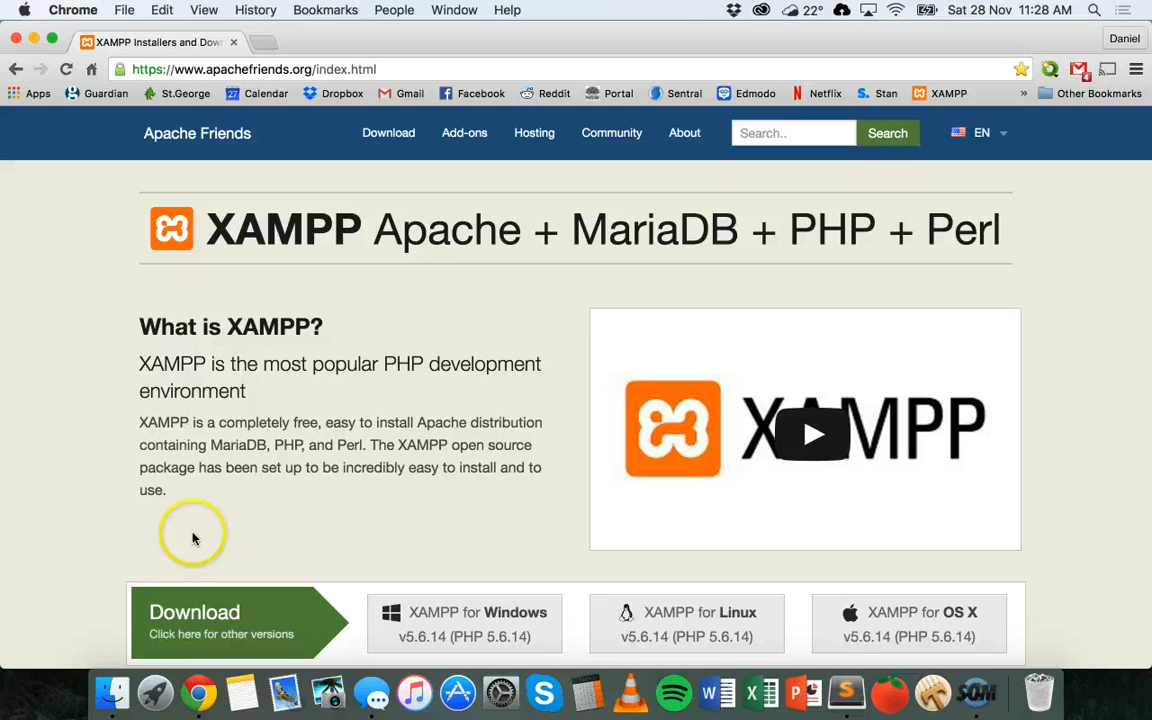 Chrome File Edit View History Bookmarks People Window Help 22° Sat 28 Nov 11:28 AM
XAMPP Installers and Dow Daniel
https://www.apachefriends.org/index.html
Apps Guardian St.George 27 Calendar Dropbox Gmail Facebook Reddit Portal Sentral Edmodo Netflix Stan XAMPP » Other Bookmarks
Apache Friends Download Add-ons Hosting Community About Search.. Search EN
XAMPP Apache + MariaDB + PHP + Perl
What is XAMPP?
XAMPP is the most popular PHP development
environment
XAMPP is a completely free, easy to install Apache distribution
containing MariaDB, PHP, and Perl. The XAMPP open source
package has been set up to be incredibly easy to install and to
use.
XAMPP
Download
Click here for other versions
XAMPP for Windows
v5.6.14 (PHP 5.6.14)
XAMPP for Linux
v5.6.14 (PHP 5.6.14)
XAMPP for OS X
v5.6.14 (PHP 5.6.14)
SOM